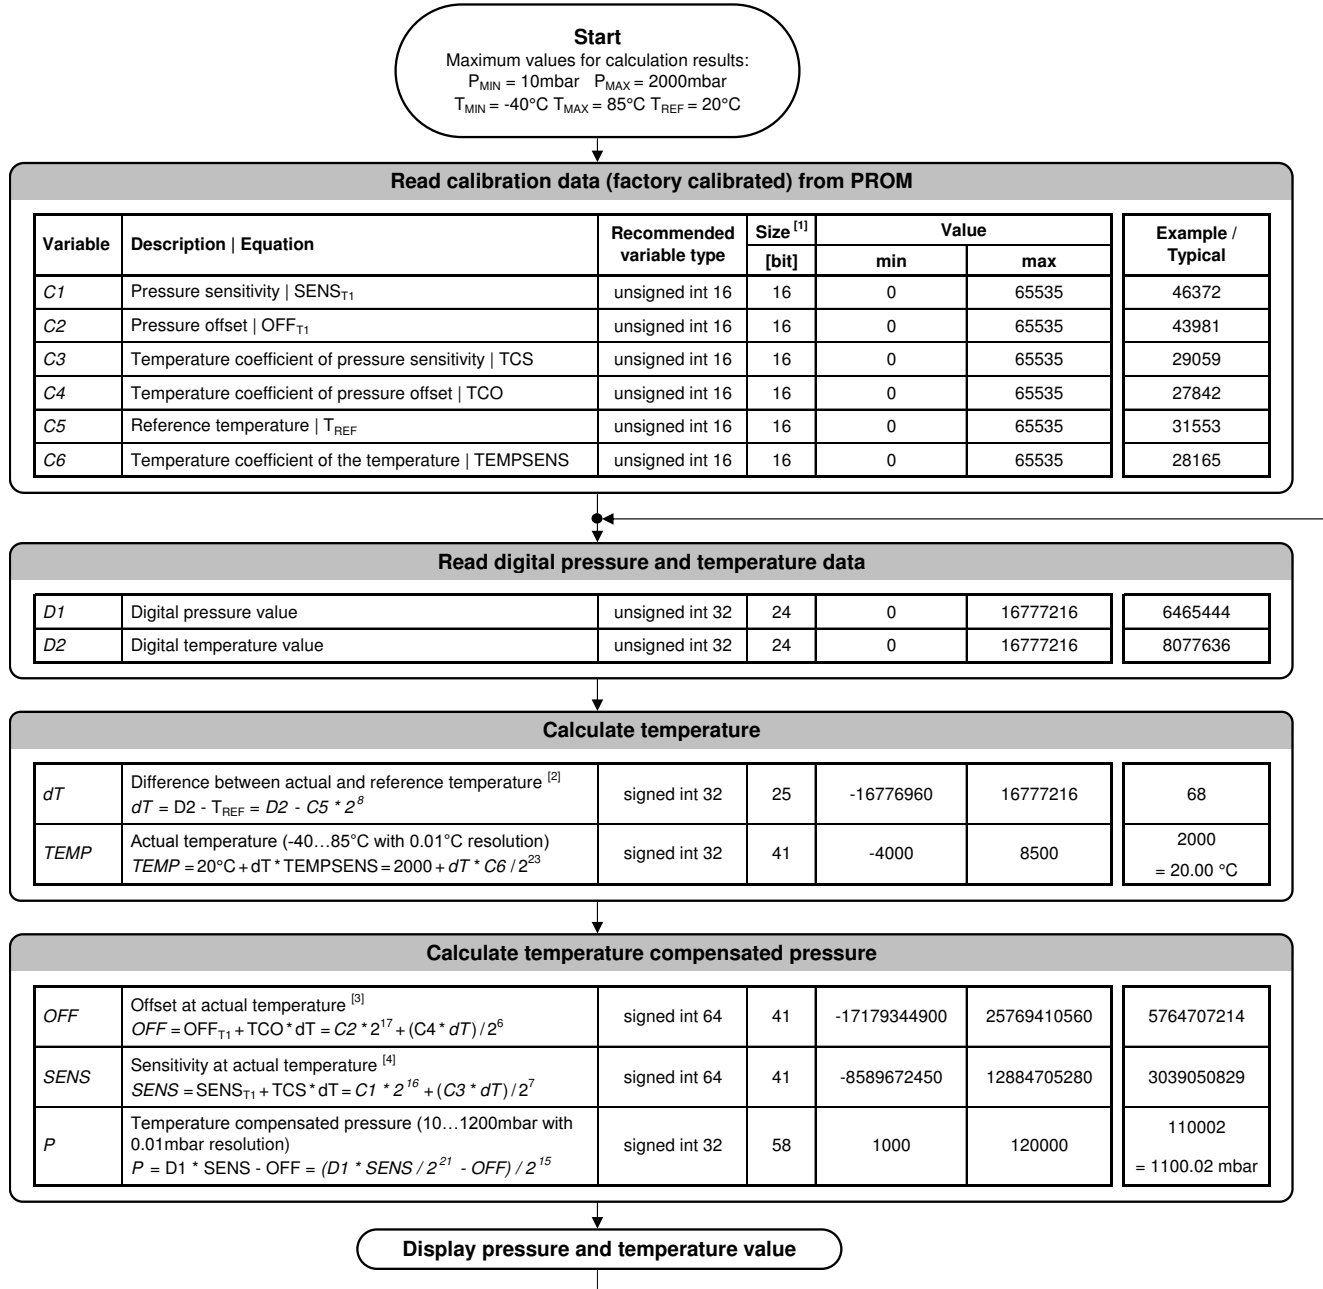 Start
Maximum values for calculation results:
PMIN = 10mbar PMAX = 2000mbar
TMIN = -40°C TMAX = 85°C TREF = 20°C
Read calibration data (factory calibrated) from PROM
Variable Description | Equation Recommended variable type Size [1] [bit] Value min max Example / Typical
C1 Pressure sensitivity | SENST1 unsigned int 16 16 0 65535 46372
C2 Pressure offset | OFFT1 unsigned int 16 16 0 65535 43981
C3 Temperature coefficient of pressure sensitivity | TCS unsigned int 16 16 0 65535 29059
C4 Temperature coefficient of pressure offset | TCO unsigned int 16 16 0 65535 27842
C5 Reference temperature | TREF unsigned int 16 16 0 65535 31553
C6 Temperature coefficient of the temperature | TEMPSENS unsigned int 16 16 0 65535 28165
Read digital pressure and temperature data
D1 Digital pressure value unsigned int 32 24 0 16777216 6465444
D2 Digital temperature value unsigned int 32 24 0 16777216 8077636
Calculate temperature
Difference between actual and reference temperature [2]
dT dT = D2 - TREF = D2 - C5 * 2^8 signed int 32 25 -16776960 16777216 68
Actual temperature (-40…85°C with 0.01°C resolution) 2000
TEMP TEMP = 20°C + dT * TEMPSENS = 2000 + dT * C6 / 2^23 signed int 32 41 -4000 8500 = 20.00 °C
Calculate temperature compensated pressure
Offset at actual temperature [3]
OFF OFF = OFFT1 + TCO * dT = C2 * 2^17 + (C4 * dT) / 2^6 signed int 64 41 -17179344900 25769410560 5764707214
Sensitivity at actual temperature [4]
SENS SENS = SENST1 + TCS * dT = C1 * 2^16 + (C3 * dT) / 2^7 signed int 64 41 -8589672450 12884705280 3039050829
Temperature compensated pressure (10…1200mbar with 110002
P 0.01mbar resolution) signed int 32 58 1000 120000
P = D1 * SENS - OFF = (D1 * SENS / 2^21 - OFF) / 2^15 = 1100.02 mbar
Display pressure and temperature value